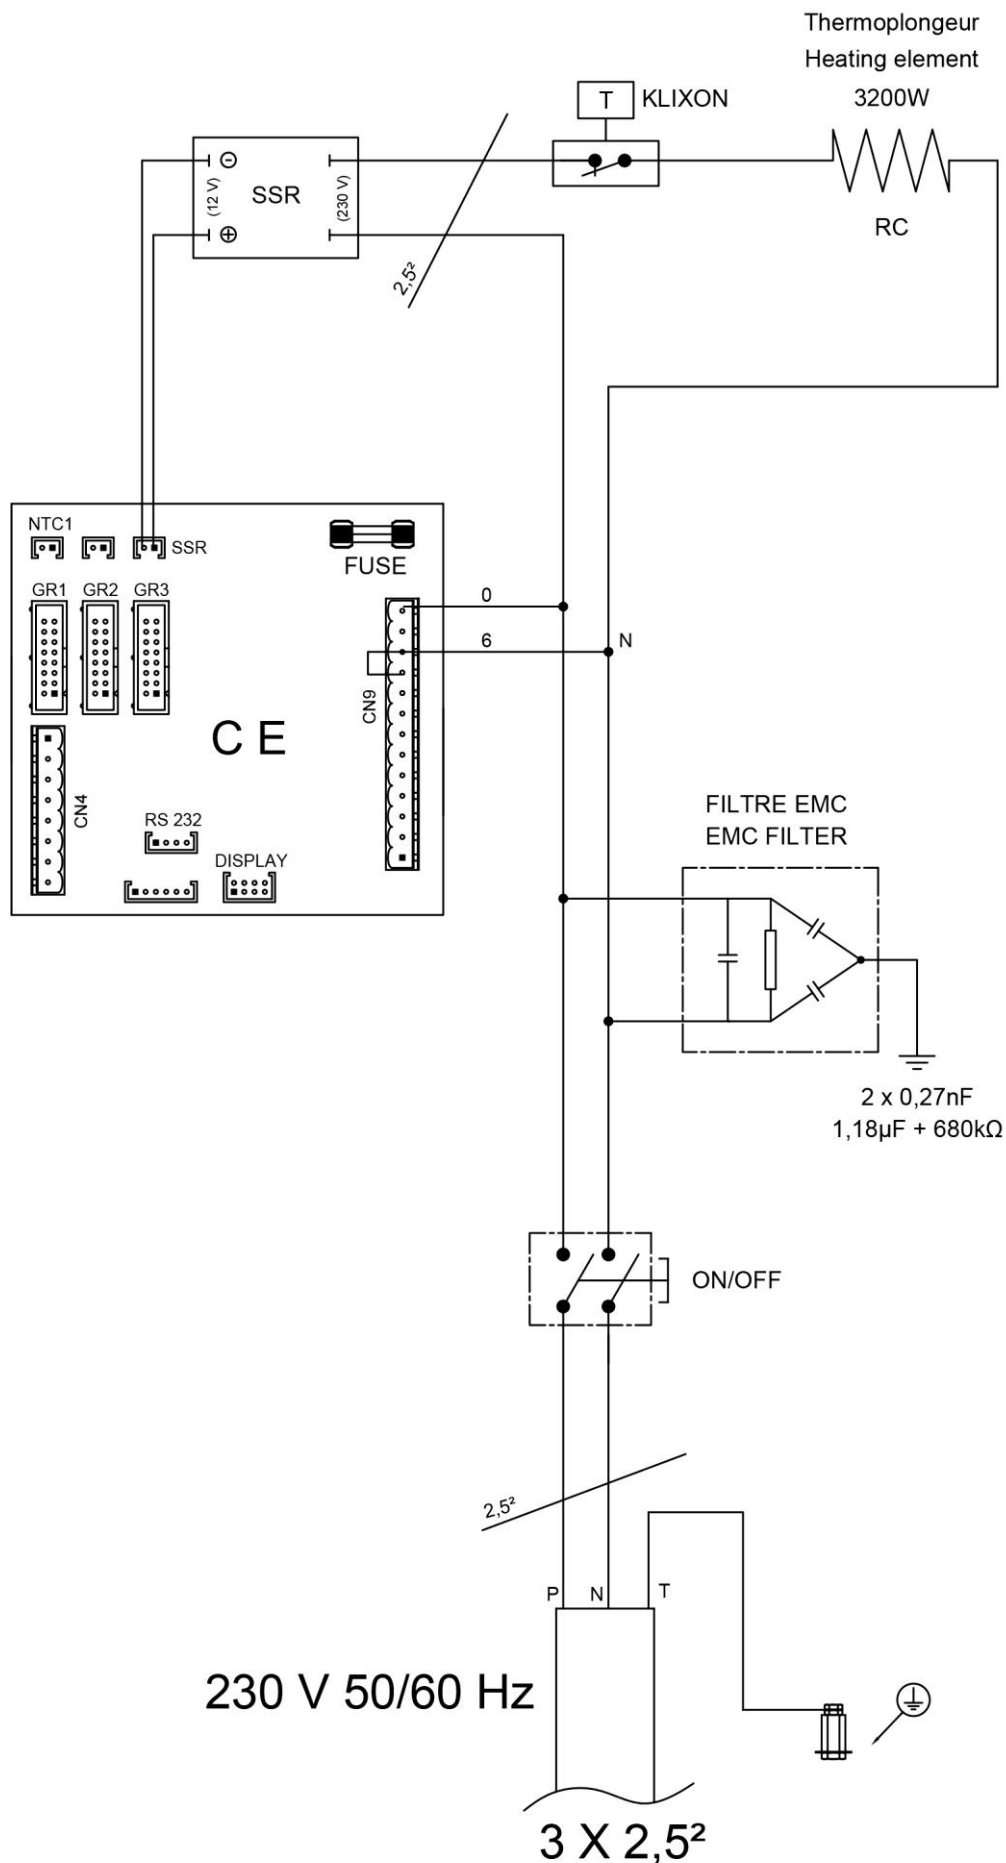 Thermoplongeur
Heating element
3200W
T
KLIXON
SSR
(12 V)
(230 V)
RC
2,5²
NTC1
SSR
FUSE
GR1
GR2
GR3
0
6
N
CN9
C E
CN4
RS 232
DISPLAY
FILTRE EMC
EMC FILTER
2 x 0,27nF
1,18µF + 680kΩ
ON/OFF
2,5²
P
N
T
230 V 50/60 Hz
3 X 2,5²